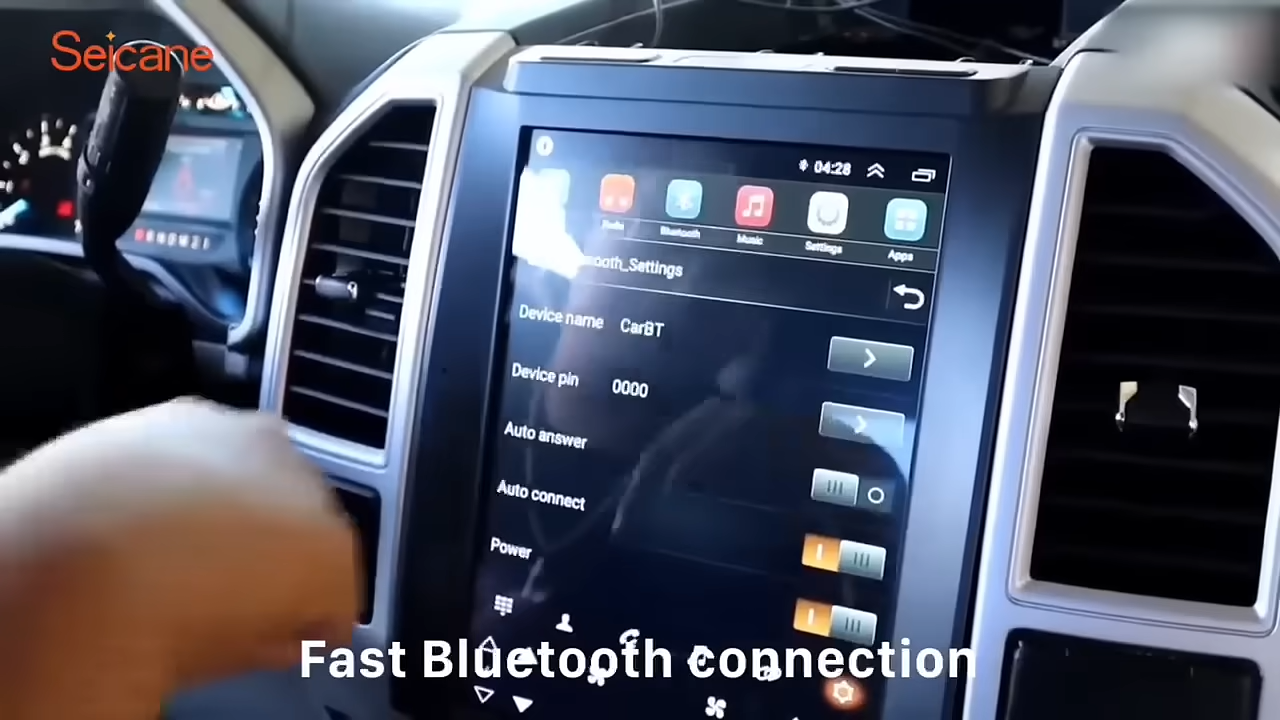 Seicane
04:28
Radio
Bluetooth
Music
Settings
Apps
ooth_Settings
Device name CarBT
Device pin 0000
Auto answer
Auto connect
Power
Fast Bluetooth connection